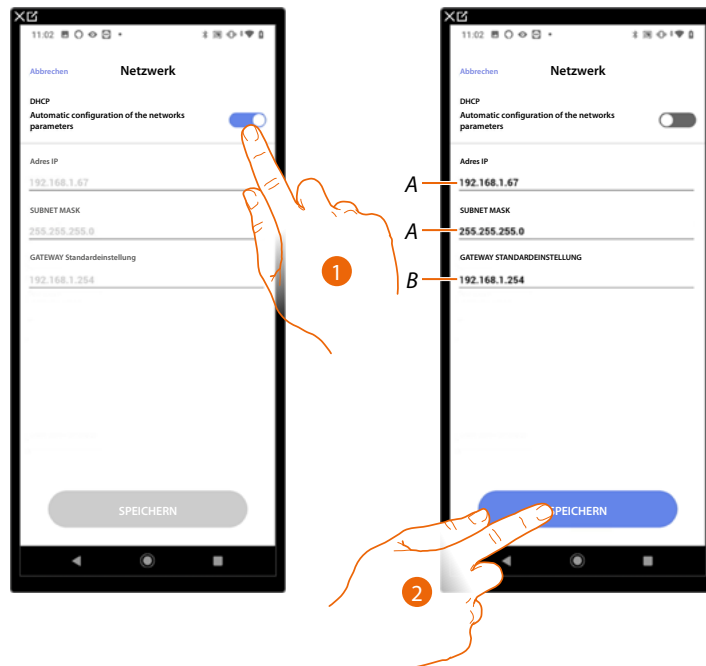 11:02
Abbrechen Netzwerk
DHCP
Automatic configuration of the networks
parameters
Adres IP
192.168.1.67
SUBNET MASK
255.255.255.0
GATEWAY Standardeinstellung
192.168.1.254
SPEICHERN
1
11:02
Abbrechen Netzwerk
DHCP
Automatic configuration of the networks
parameters
Adres IP
A 192.168.1.67
SUBNET MASK
A 255.255.255.0
GATEWAY STANDARDEINSTELLUNG
B 192.168.1.254
SPEICHERN
2